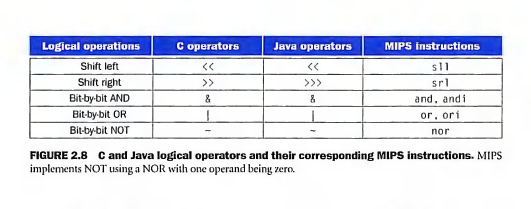 Logical operations C operators Java operators MIPS instructions
Shift left << << sll
Shift right >> >>> srl
Bit-by-bit AND & & and, andi
Bit-by-bit OR | | or, ori
Bit-by-bit NOT ~ ~ nor
FIGURE 2.8 C and Java logical operators and their corresponding MIPS instructions. MIPS
implements NOT using a NOR with one operand being zero.